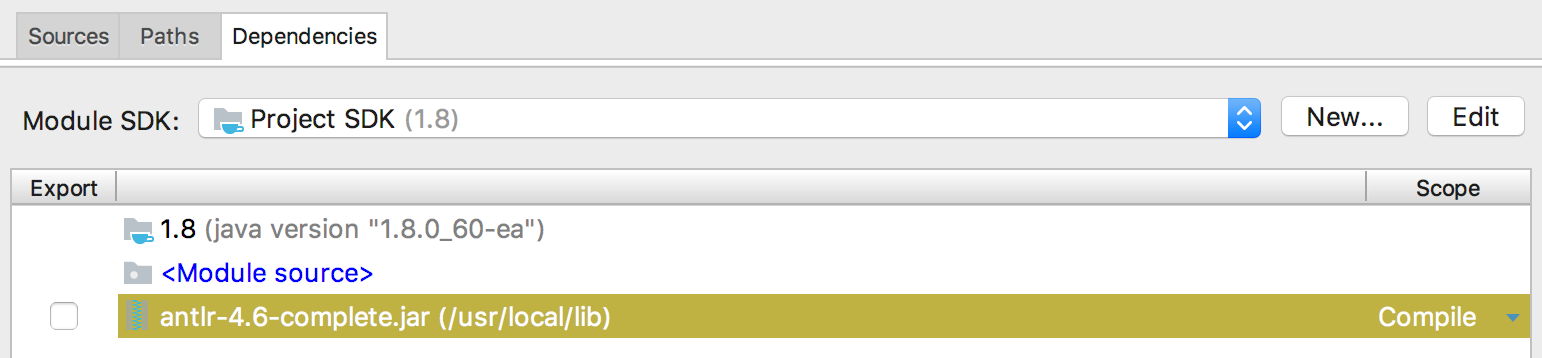 Sources Paths Dependencies
Module SDK: Project SDK (1.8) New... Edit
Export Scope
1.8 (java version "1.8.0_60-ea")
<Module source>
antlr-4.6-complete.jar (/usr/local/lib) Compile